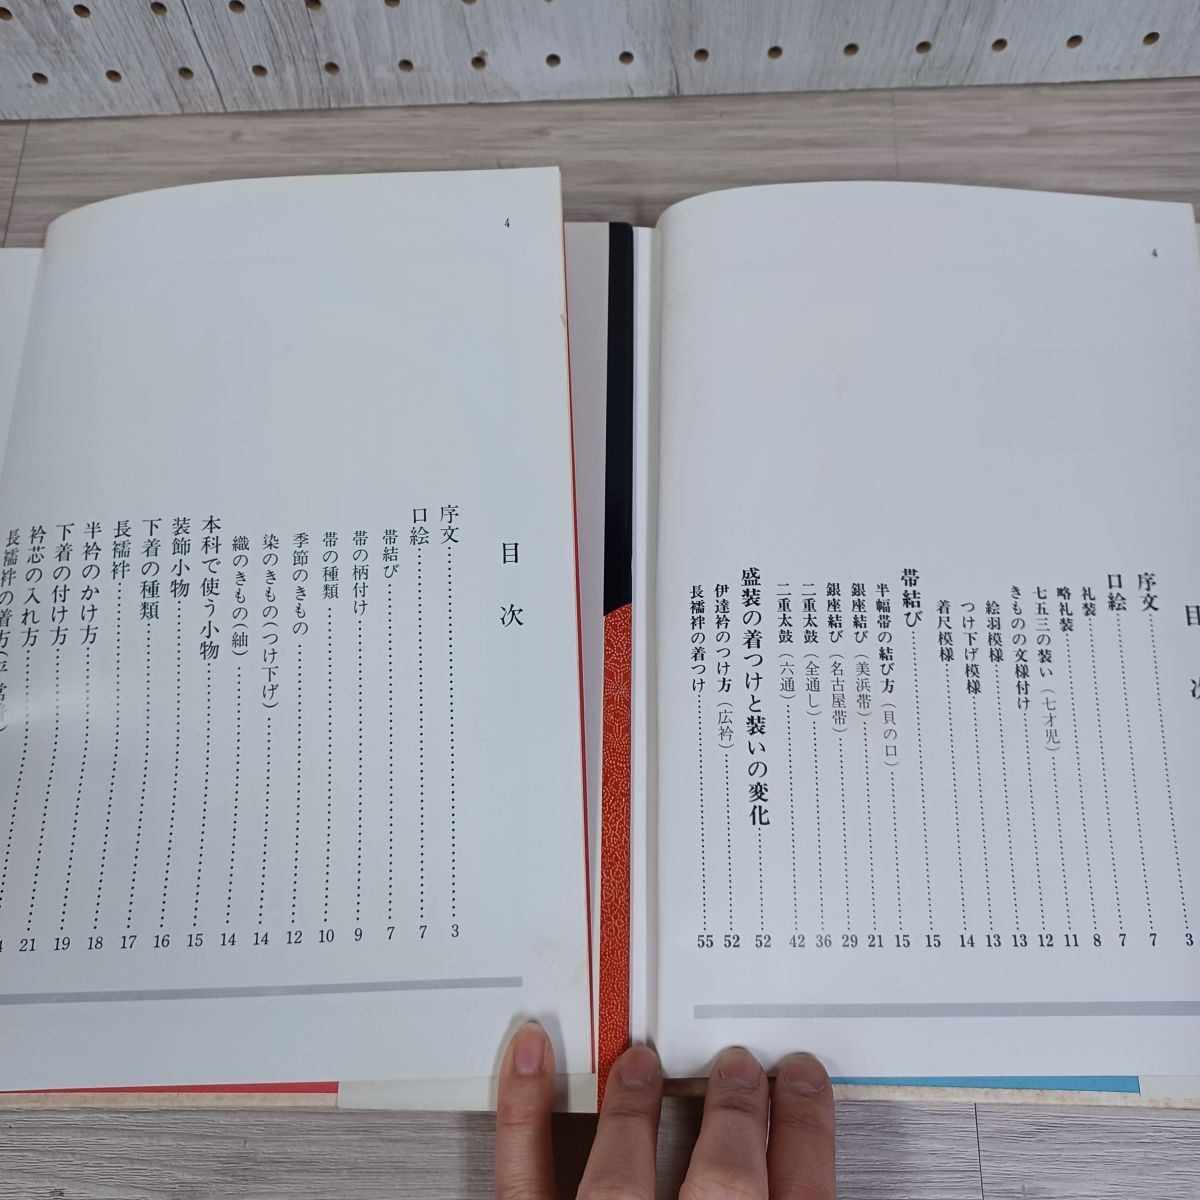 4
目次
序文 3
口絵 7
帯結び 7
帯の柄付け 9
帯の種類 10
季節のきもの 12
染のきもの(つけ下げ) 14
織のきもの(紬) 14
本科で使う小物 15
装飾小物 16
下着の種類 17
長襦袢 18
半衿のかけ方 19
下着の付け方 21
衿芯の入れ方
長襦袢の着方(平常着)
4
目次
序文 3
口絵 7
礼装 7
略礼装 8
七五三の装い(七才児) 11
きものの文様付け 12
絵羽模様 13
つけ下げ模様 13
着尺模様 14
帯結び 15
半幅帯の結び方(貝の口) 15
銀座結び(美浜帯) 21
銀座結び(名古屋帯) 29
二重太鼓(全通し) 36
二重太鼓(六通) 42
盛装の着つけと装いの変化 52
伊達衿のつけ方(広衿) 52
長襦袢の着つけ 55